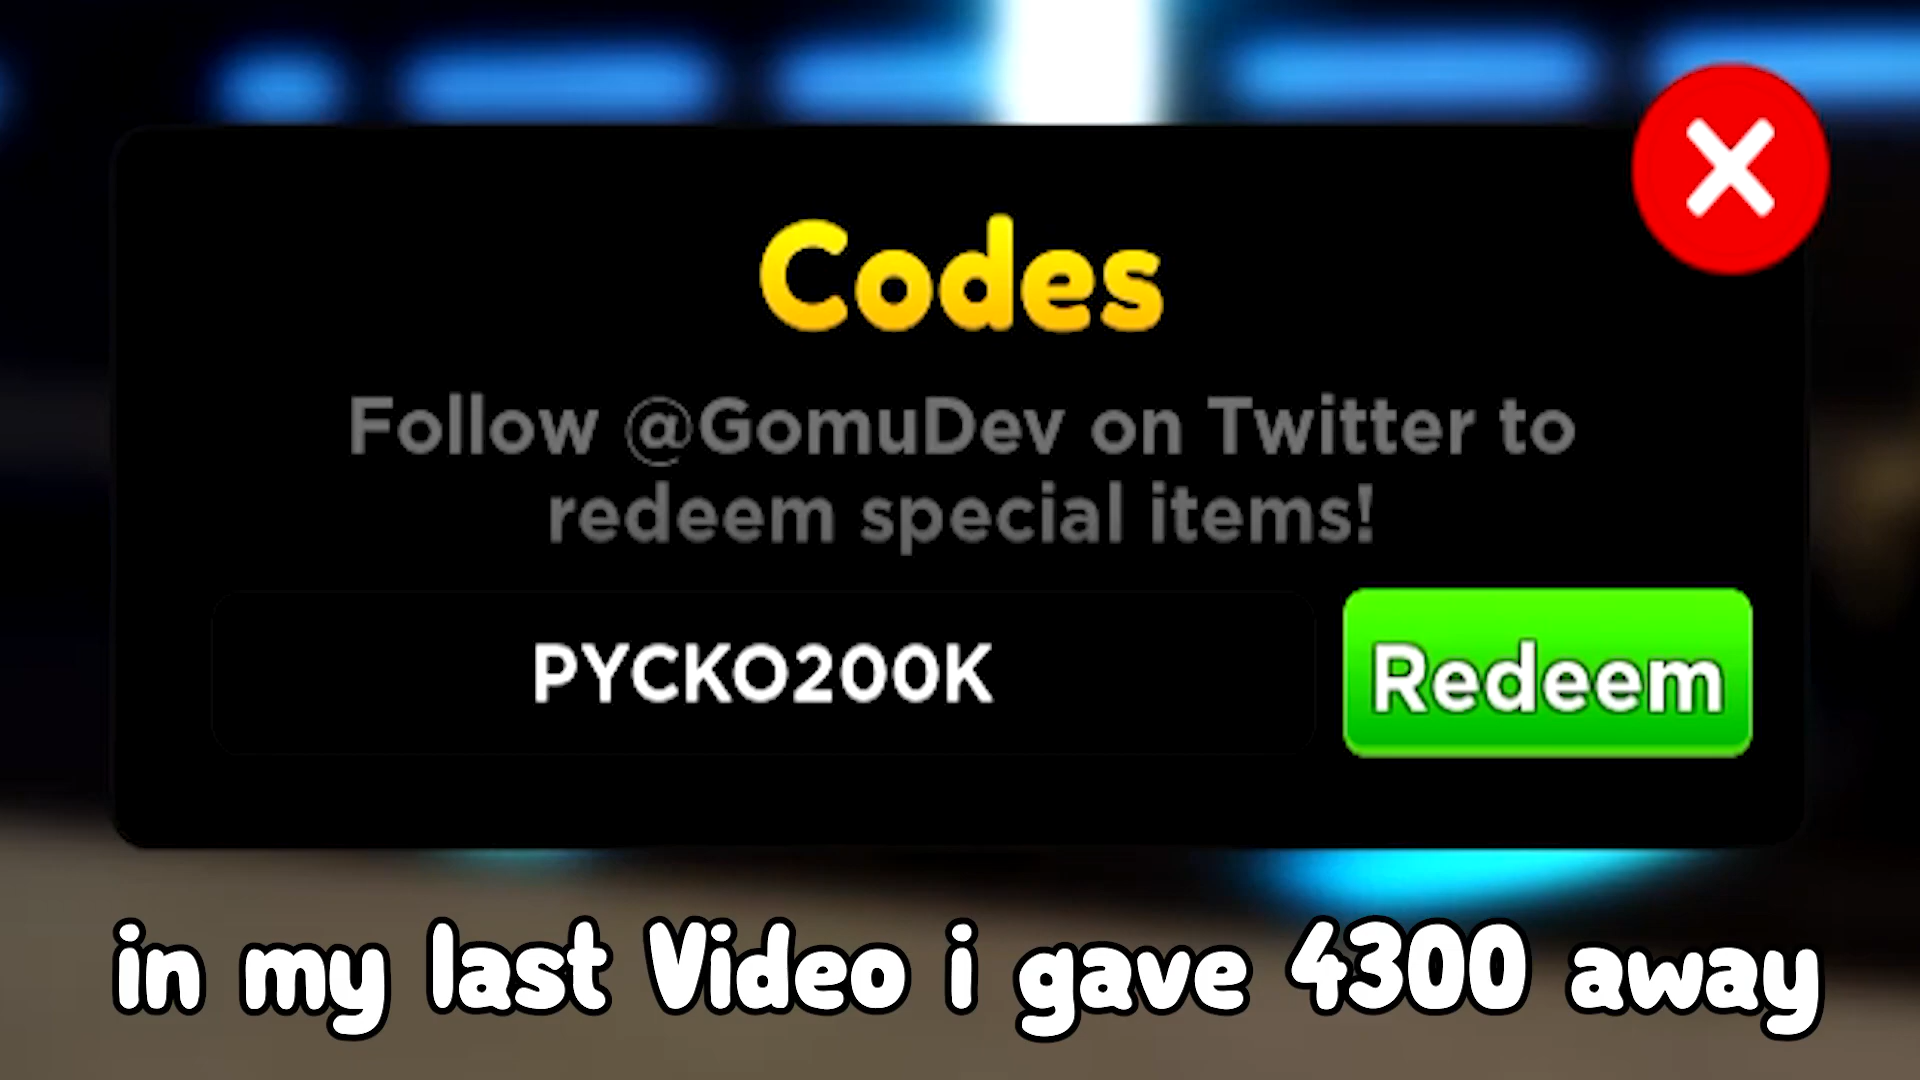 Codes
Follow @GomuDev on Twitter to
redeem special items!
PYCKO200K
Redeem
in my last Video i gave 4300 away